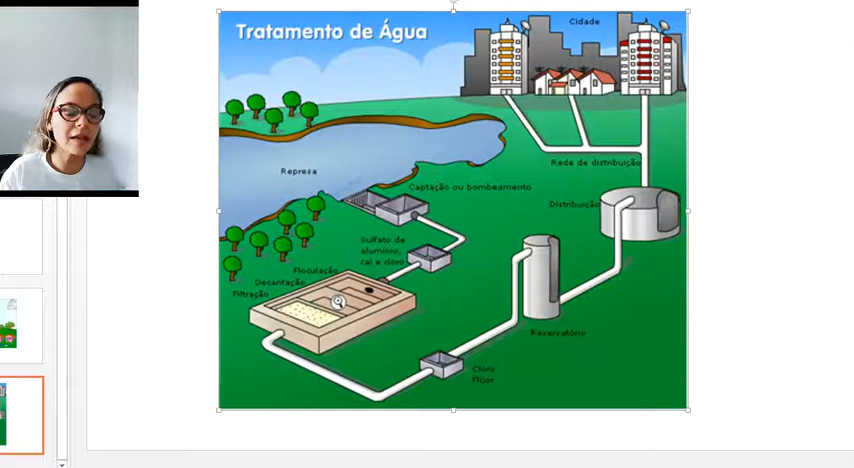 Tratamento de Água
Cidade
Rede de distribuição
Represa
Captação ou bombeamento
Distribuição
Sulfato de
alumínio,
cal e cloro
Floculação
Decantação
Filtração
Reservatório
Cloro
Flúor